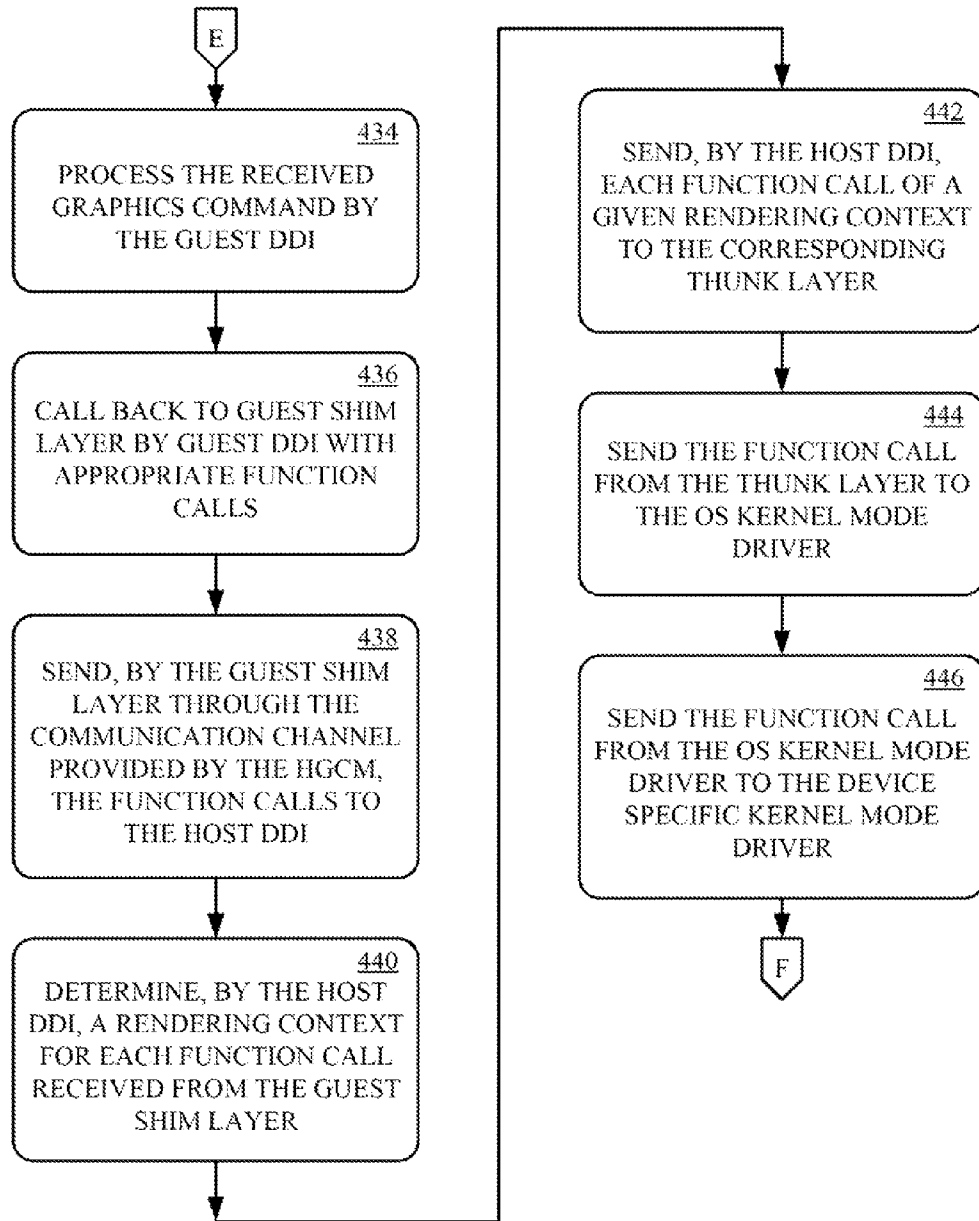 E
434
PROCESS THE RECEIVED
GRAPHICS COMMAND BY
THE GUEST DDI
436
CALL BACK TO GUEST SHIM
LAYER BY GUEST DDI WITH
APPROPRIATE FUNCTION
CALLS
438
SEND, BY THE GUEST SHIM
LAYER THROUGH THE
COMMUNICATION CHANNEL
PROVIDED BY THE HGCM,
THE FUNCTION CALLS TO
THE HOST DDI
440
DETERMINE, BY THE HOST
DDI, A RENDERING CONTEXT
FOR EACH FUNCTION CALL
RECEIVED FROM THE GUEST
SHIM LAYER
442
SEND, BY THE HOST DDI,
EACH FUNCTION CALL OF A
GIVEN RENDERING CONTEXT
TO THE CORRESPONDING
THUNK LAYER
444
SEND THE FUNCTION CALL
FROM THE THUNK LAYER TO
THE OS KERNEL MODE
DRIVER
446
SEND THE FUNCTION CALL
FROM THE OS KERNEL MODE
DRIVER TO THE DEVICE
SPECIFIC KERNEL MODE
DRIVER
F